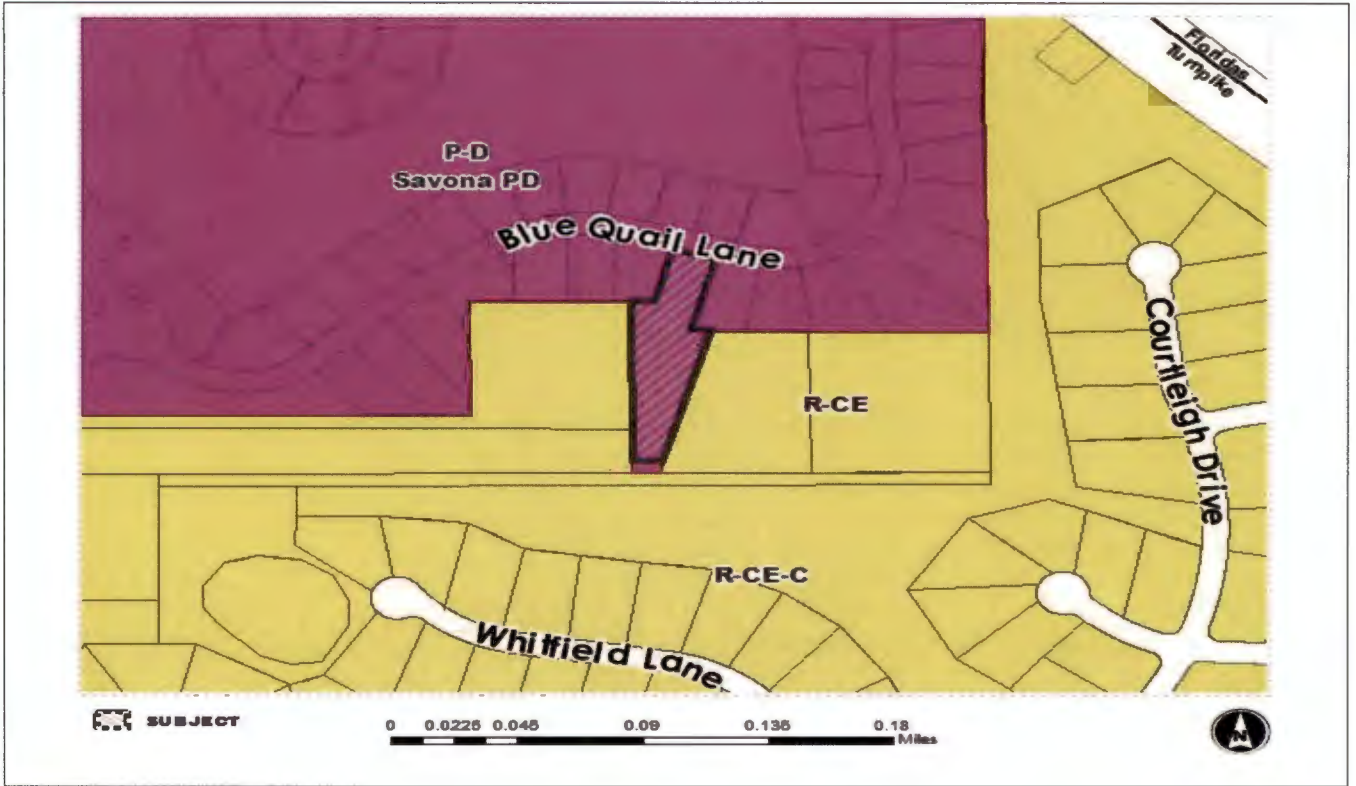 Floridas
Turnpike
P-D
Savona PD
Blue Quail Lane
Courtleigh Drive
R-CE
R-CE-C
Whitfield Lane
SUBJECT
0 0.0225 0.045 0.09 0.135 0.18
Miles
N